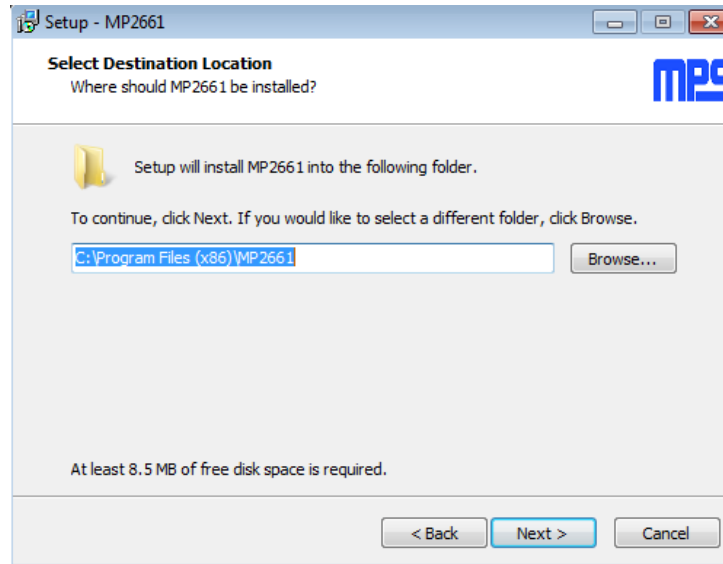 Setup - MP2661
Select Destination Location
Where should MP2661 be installed?
mps
Setup will install MP2661 into the following folder.
To continue, click Next. If you would like to select a different folder, click Browse.
C:\Program Files (x86)\MP2661
Browse...
At least 8.5 MB of free disk space is required.
< Back
Next >
Cancel